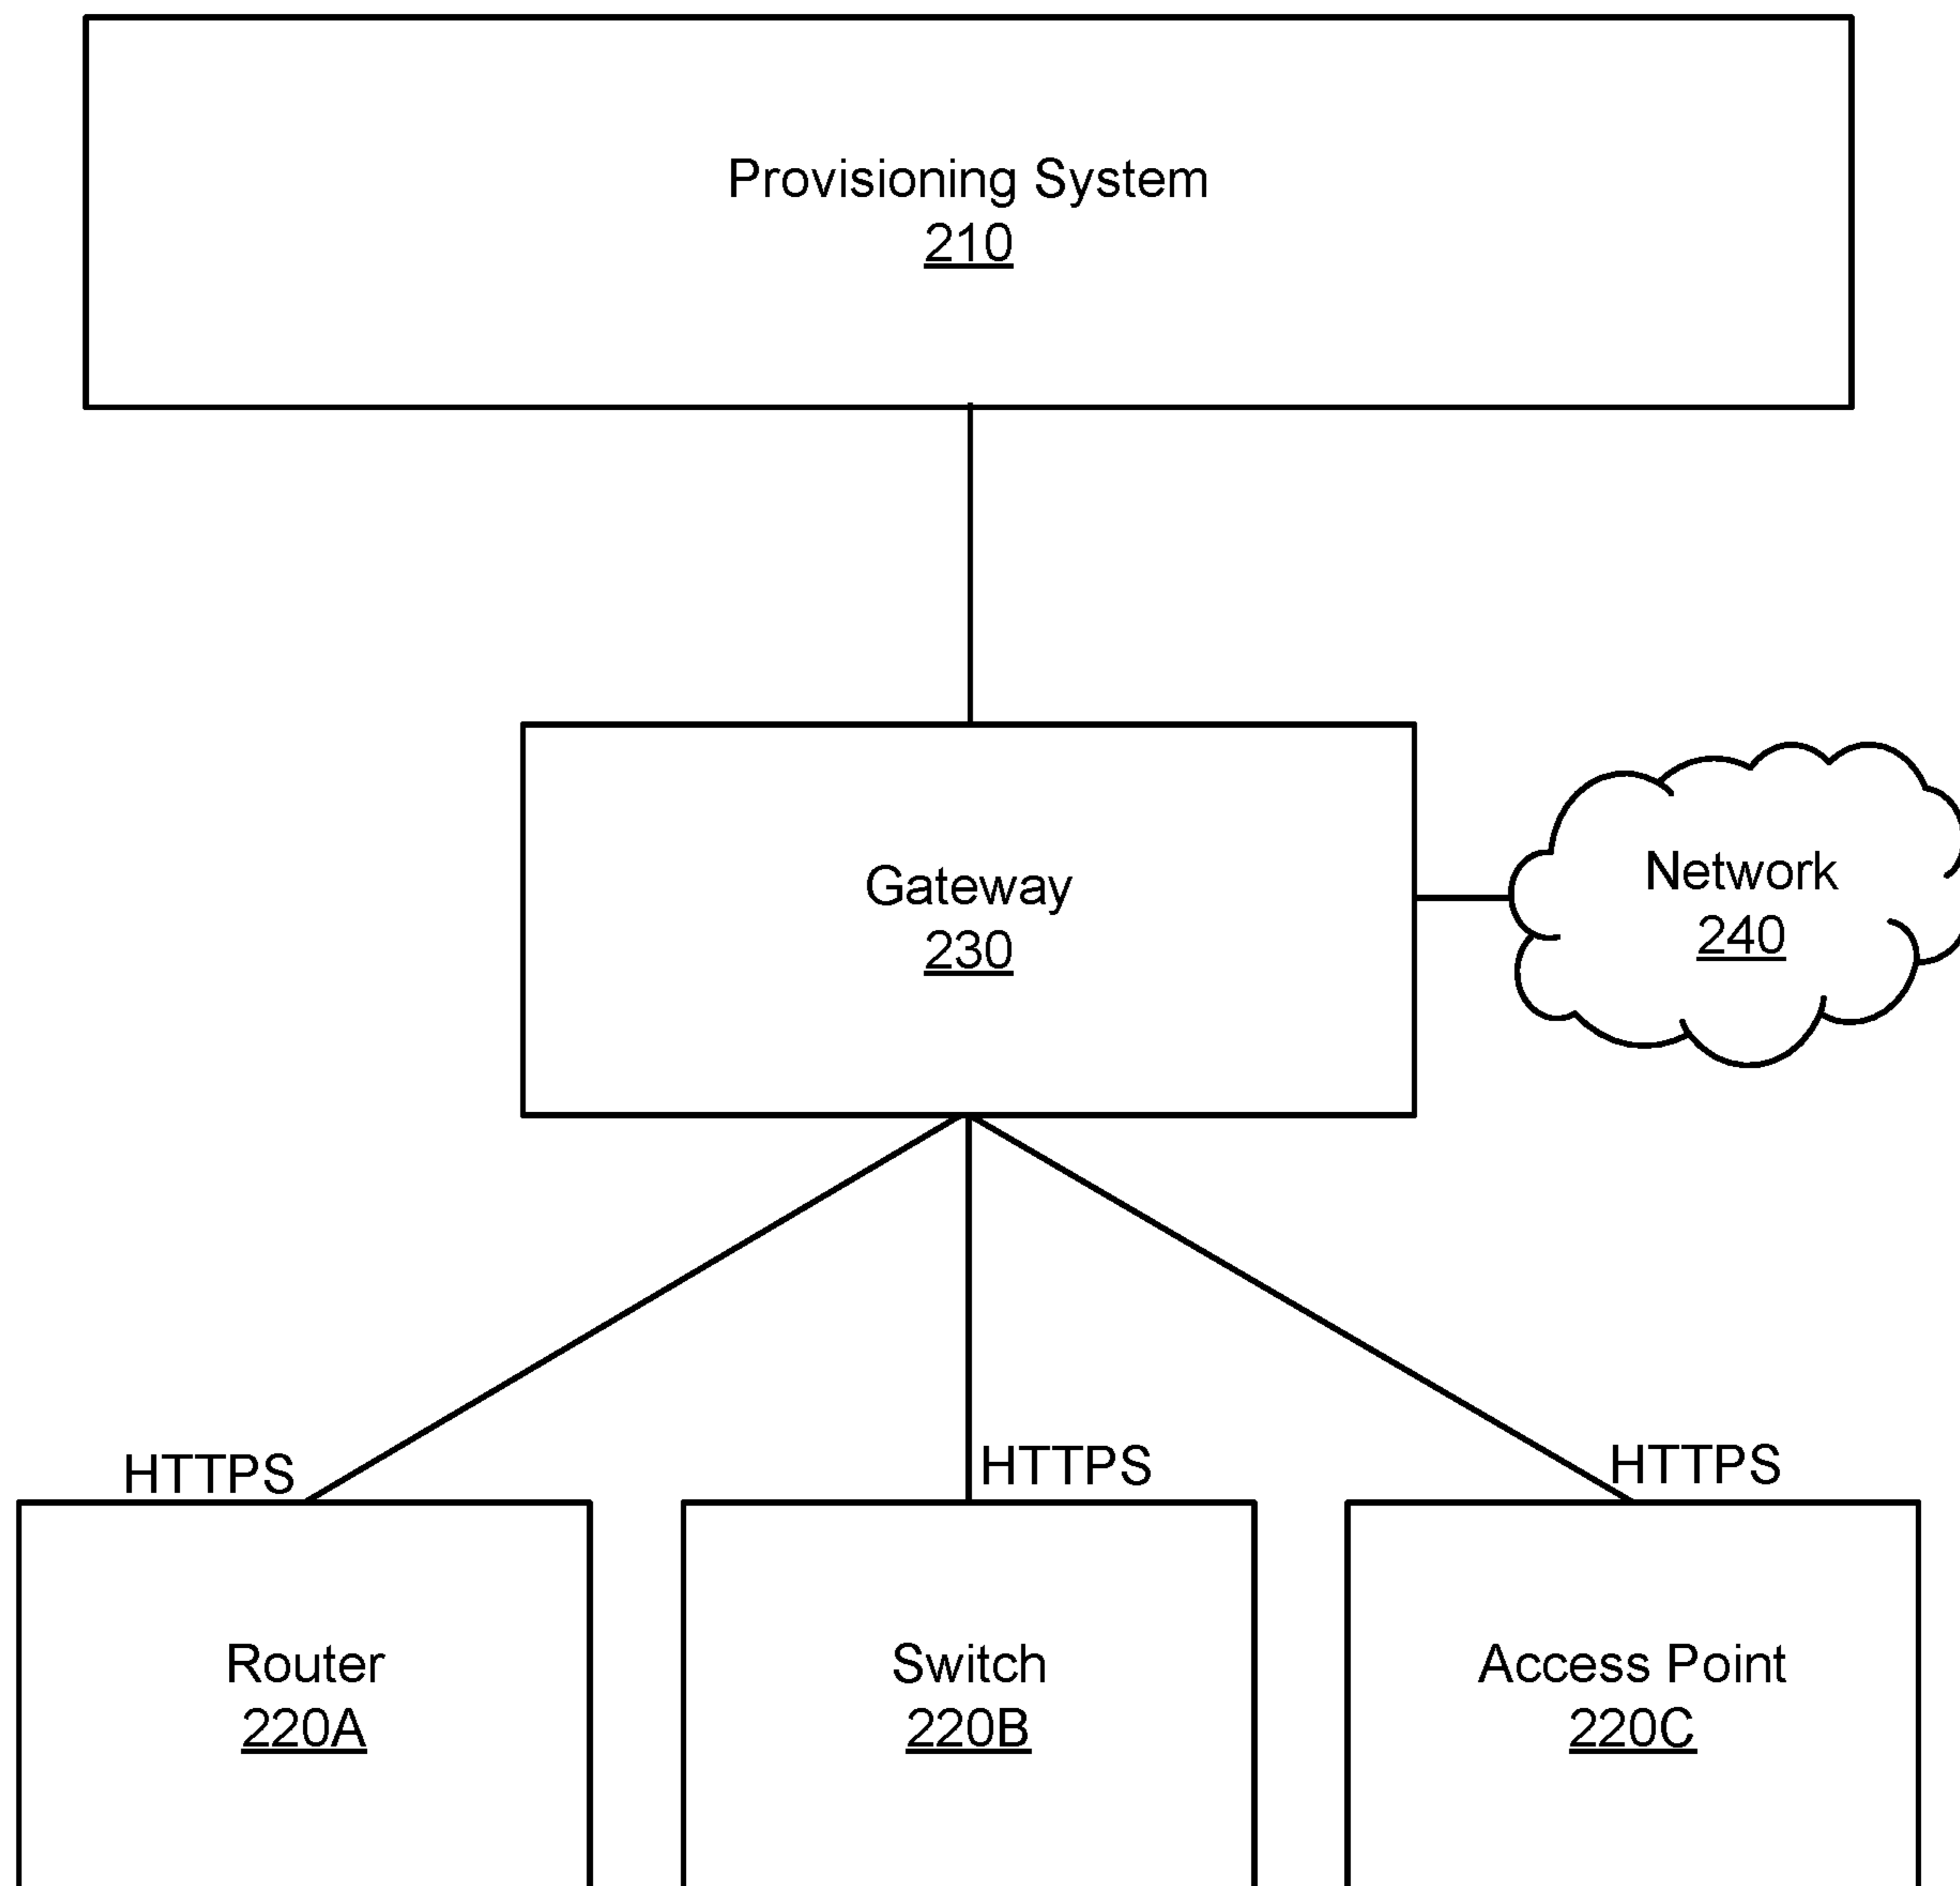 Provisioning System
210
Gateway
230
Network
240
HTTPS
HTTPS
HTTPS
Router
220A
Switch
220B
Access Point
220C